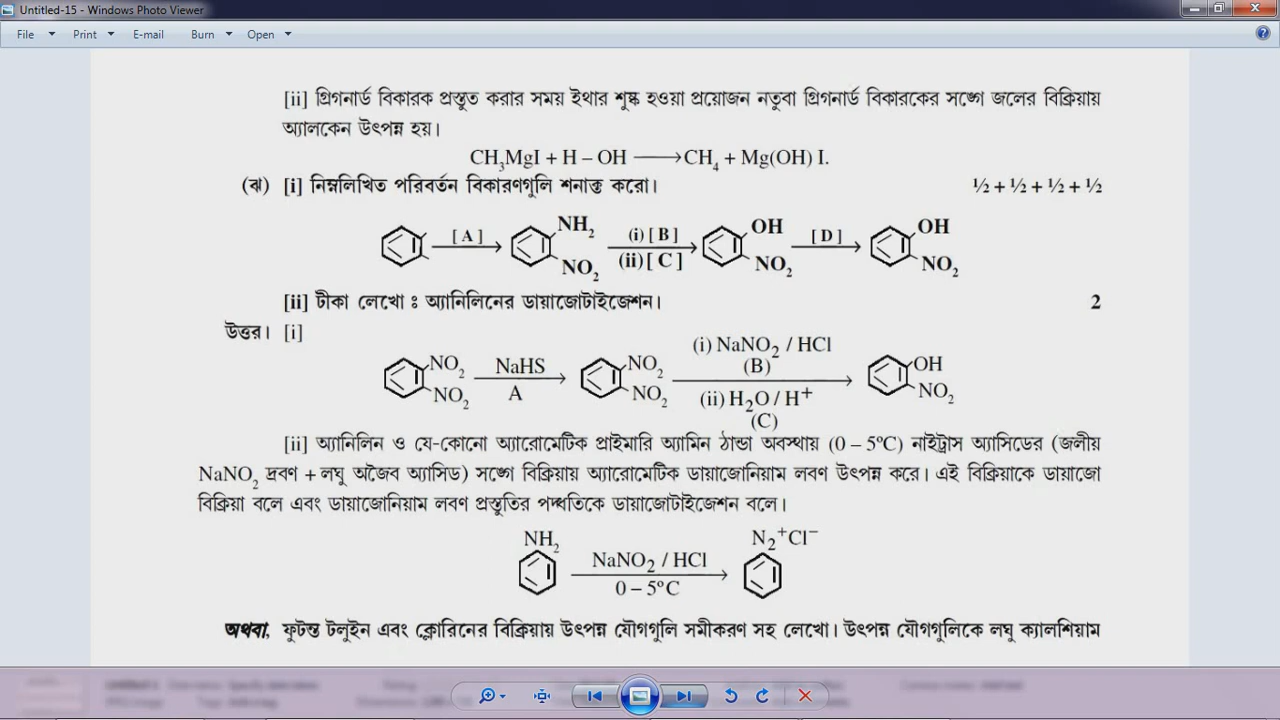 Untitled-15 - Windows Photo Viewer
File Print E-mail Burn Open
[ii] গ্রিগনার্ড বিকারক প্রস্তুত করার সময় ইথার শুষ্ক হওয়া প্রয়োজন নতুবা গ্রিগনার্ড বিকারকের সঙ্গে জলের বিক্রিয়ায়
অ্যালকেন উৎপন্ন হয়।
CH₃MgI + H – OH ⟶ CH₄ + Mg(OH) I.
(ঝ) [i] নিম্নলিখিত পরিবর্তন বিকারণগুলি শনাক্ত করো। ½ + ½ + ½ + ½
[ A ] NH₂ NO₂ (i) [ B ] (ii) [ C ] OH NO₂ [ D ] OH NO₂
[ii] টীকা লেখো ঃ অ্যানিলিনের ডায়াজোটাইজেশন। 2
উত্তর। [i]
NO₂ NO₂ NaHS A NO₂ NO₂ (i) NaNO₂ / HCl (B) (ii) H₂O / H⁺ (C) OH NO₂
[ii] অ্যানিলিন ও যে-কোনো অ্যারোমেটিক প্রাইমারি অ্যামিন ঠান্ডা অবস্থায় (0 – 5ºC) নাইট্রাস অ্যাসিডের (জলীয়
NaNO₂ দ্রবণ + লঘু অজৈব অ্যাসিড) সঙ্গে বিক্রিয়ায় অ্যারোমেটিক ডায়াজোনিয়াম লবণ উৎপন্ন করে। এই বিক্রিয়াকে ডায়াজো
বিক্রিয়া বলে এবং ডায়াজোনিয়াম লবণ প্রস্তুতির পদ্ধতিকে ডায়াজোটাইজেশন বলে।
NH₂ NaNO₂ / HCl 0 – 5ºC N₂⁺Cl⁻
অথবা, ফুটন্ত টলুইন এবং ক্লোরিনের বিক্রিয়ায় উৎপন্ন যৌগগুলি সমীকরণ সহ লেখো। উৎপন্ন যৌগগুলিকে লঘু ক্যালশিয়াম